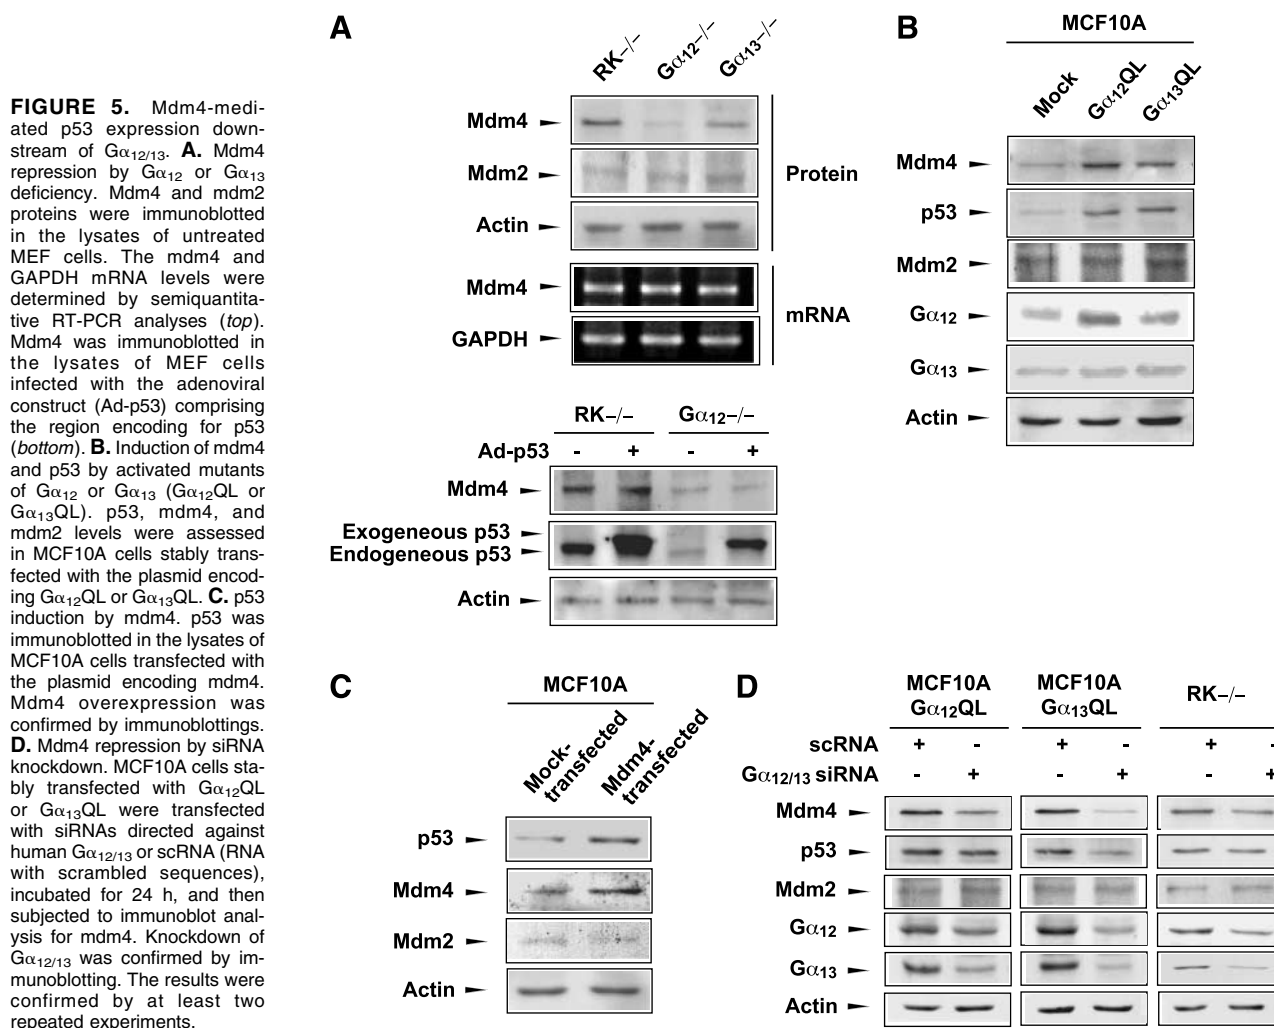 FIGURE 5. Mdm4-medi-
ated p53 expression down-
stream of Gα12/13. A. Mdm4
repression by Gα12 or Gα13
deficiency. Mdm4 and mdm2
proteins were immunoblotted
in the lysates of untreated
MEF cells. The mdm4 and
GAPDH mRNA levels were
determined by semiquantita-
tive RT-PCR analyses (top).
Mdm4 was immunoblotted in
the lysates of MEF cells
infected with the adenoviral
construct (Ad-p53) comprising
the region encoding for p53
(bottom). B. Induction of mdm4
and p53 by activated mutants
of Gα12 or Gα13 (Gα12QL or
Gα13QL). p53, mdm4, and
mdm2 levels were assessed
in MCF10A cells stably trans-
fected with the plasmid encod-
ing Gα12QL or Gα13QL. C. p53
induction by mdm4. p53 was
immunoblotted in the lysates of
MCF10A cells transfected with
the plasmid encoding mdm4.
Mdm4 overexpression was
confirmed by immunoblottings.
D. Mdm4 repression by siRNA
knockdown. MCF10A cells sta-
bly transfected with Gα12QL
or Gα13QL were transfected
with siRNAs directed against
human Gα12/13 or scRNA (RNA
with scrambled sequences),
incubated for 24 h, and then
subjected to immunoblot anal-
ysis for mdm4. Knockdown of
Gα12/13 was confirmed by im-
munoblotting. The results were
confirmed by at least two
repeated experiments.
A
RK−/− Gα12−/− Gα13−/−
Mdm4
Mdm2
Actin
Protein
Mdm4
GAPDH
mRNA
RK−/− Gα12−/−
Ad-p53 - + - +
Mdm4
Exogeneous p53
Endogeneous p53
Actin
B
MCF10A
Mock Gα12QL Gα13QL
Mdm4
p53
Mdm2
Gα12
Gα13
Actin
C
MCF10A
Mock-
transfected
Mdm4-
transfected
p53
Mdm4
Mdm2
Actin
D
MCF10A
Gα12QL
MCF10A
Gα13QL
RK−/−
scRNA + - + - + -
Gα12/13 siRNA - + - + - +
Mdm4
p53
Mdm2
Gα12
Gα13
Actin